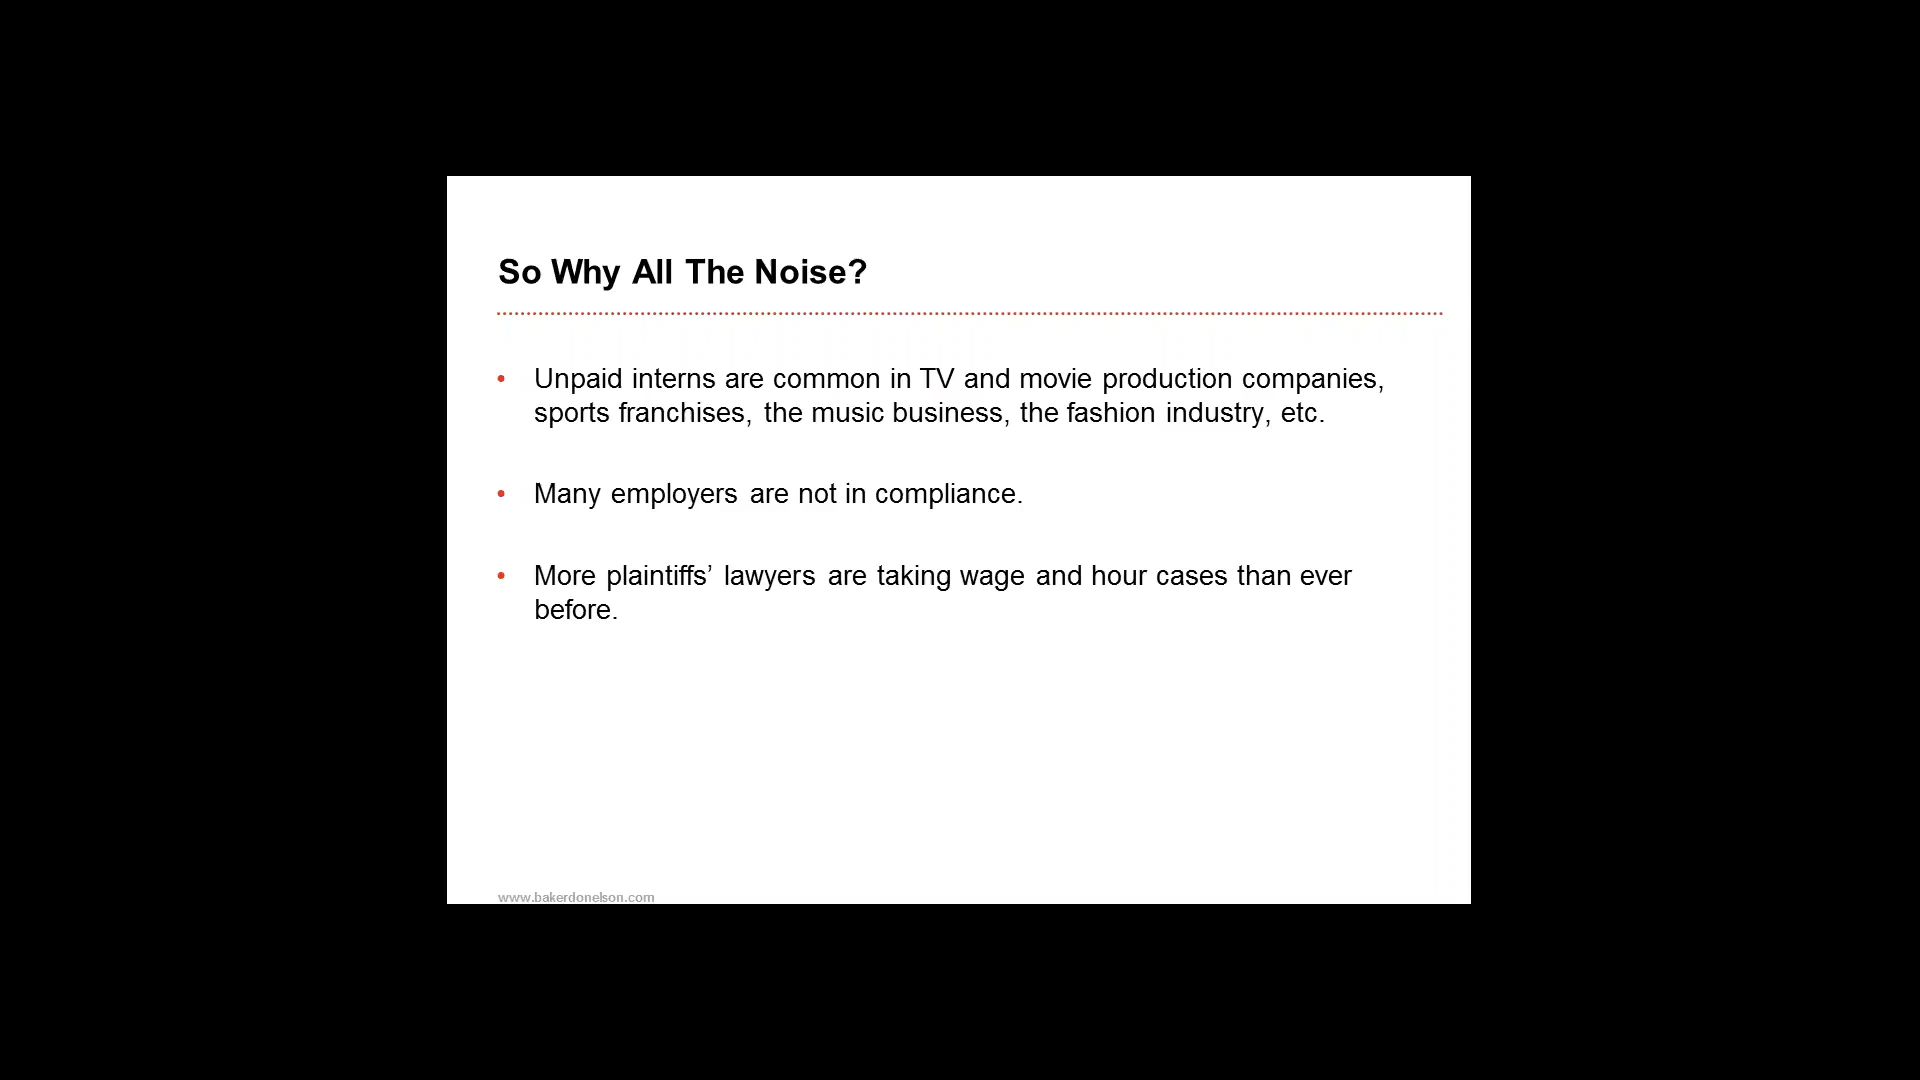 So Why All The Noise?
• Unpaid interns are common in TV and movie production companies,
sports franchises, the music business, the fashion industry, etc.
• Many employers are not in compliance.
• More plaintiffs’ lawyers are taking wage and hour cases than ever
before.
www.bakerdonelson.com